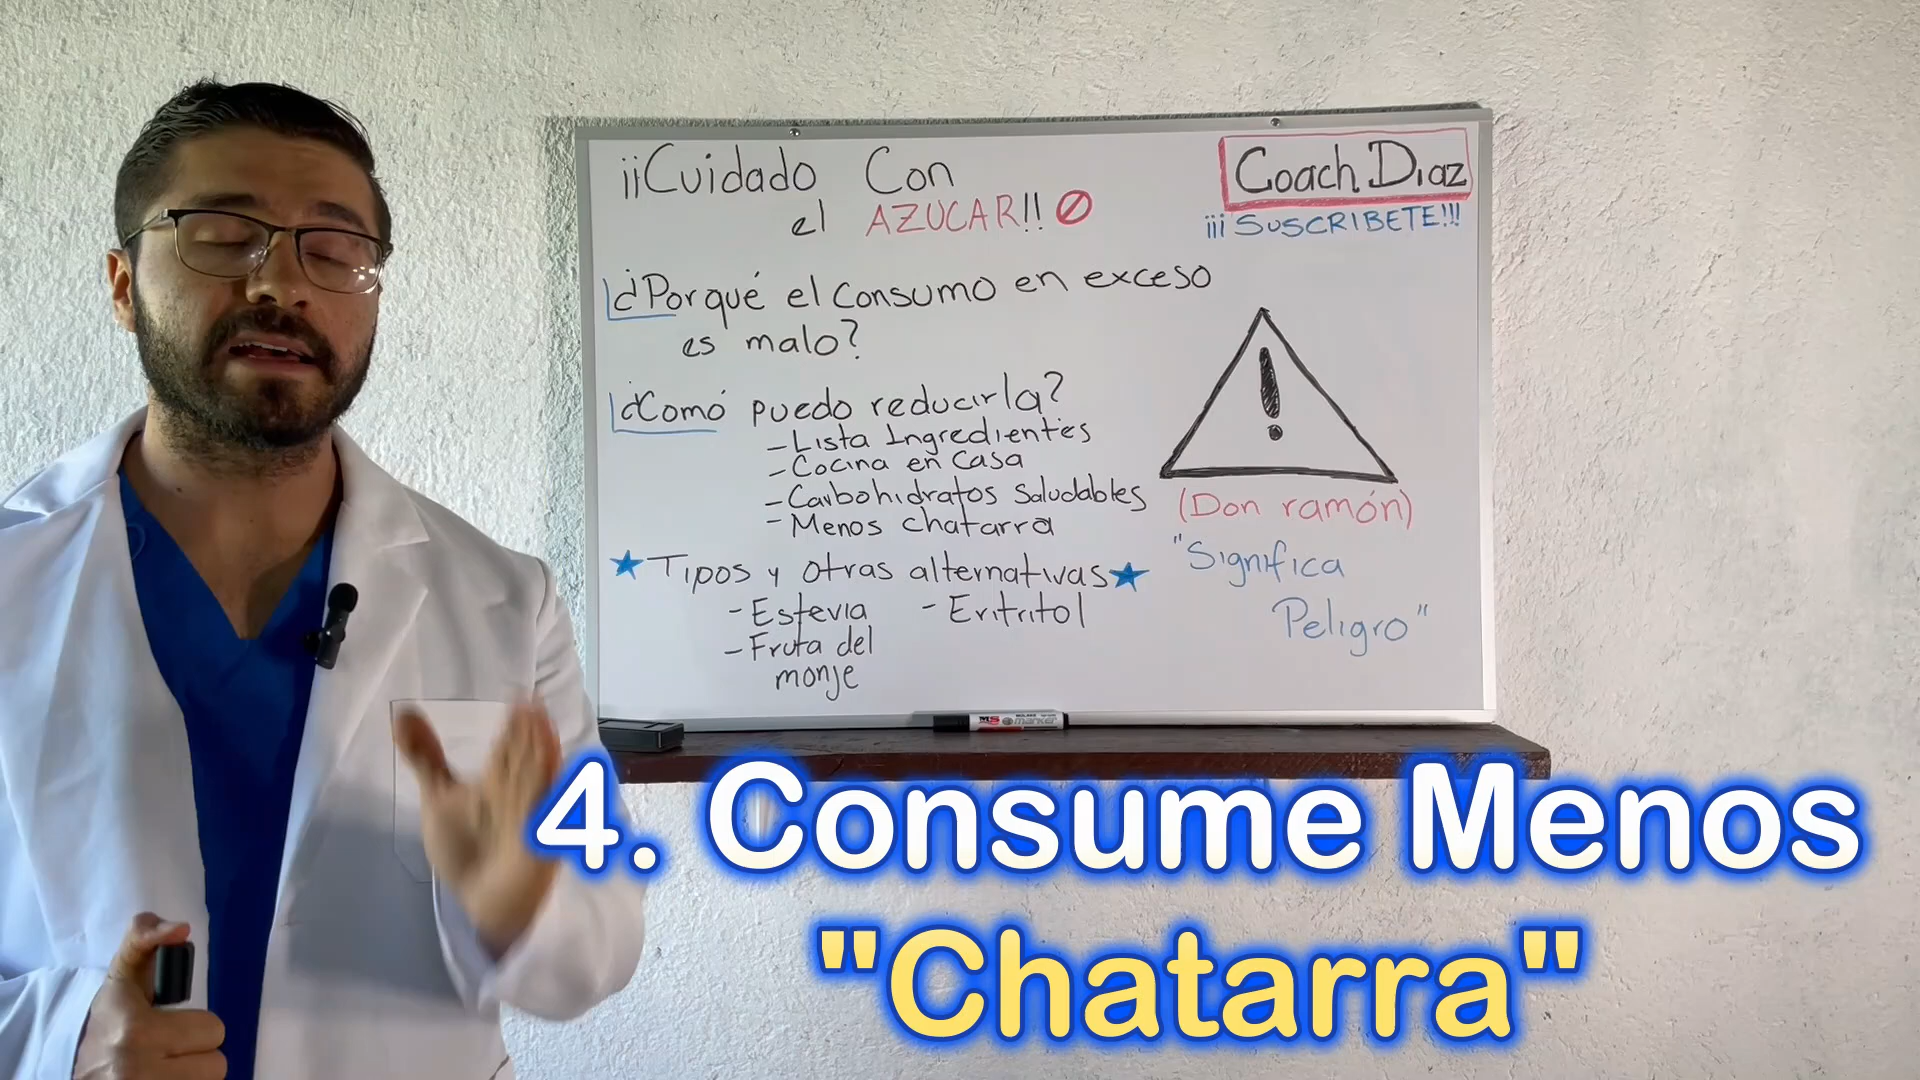 ¡¡Cuidado Con
el AZUCAR!!
Coach Diaz
¡¡¡SUSCRIBETE!!!
¿Porqué el consumo en exceso
es malo?
¿Comó puedo reducirla?
- Lista Ingredientes
- Cocina en Casa
- Carbohidratos Saludables
- Menos chatarra
!
(Don ramón)
"Significa
Peligro"
Tipos y otras alternativas
- Estevia - Eritritol
- Fruta del
monje
MS marker
4. Consume Menos
"Chatarra"